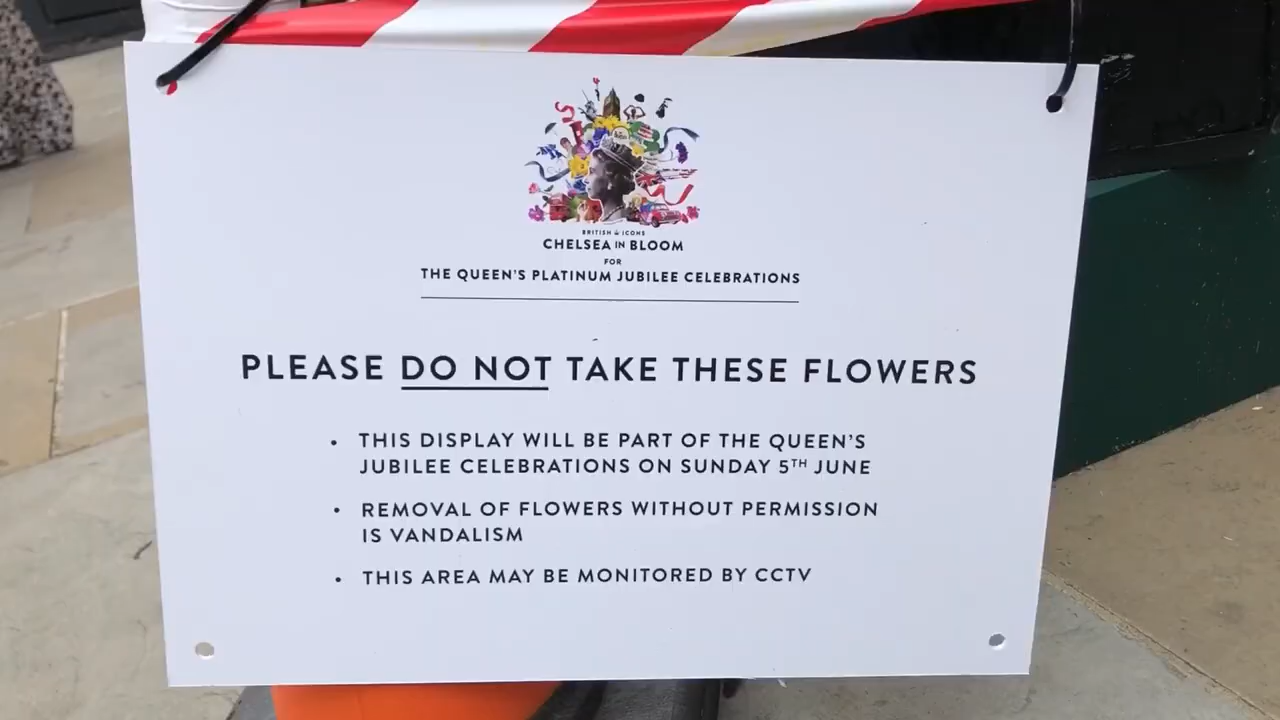 BRITISH ICONS
CHELSEA IN BLOOM
FOR
THE QUEEN'S PLATINUM JUBILEE CELEBRATIONS
PLEASE DO NOT TAKE THESE FLOWERS
• THIS DISPLAY WILL BE PART OF THE QUEEN'S
JUBILEE CELEBRATIONS ON SUNDAY 5TH JUNE
• REMOVAL OF FLOWERS WITHOUT PERMISSION
IS VANDALISM
• THIS AREA MAY BE MONITORED BY CCTV